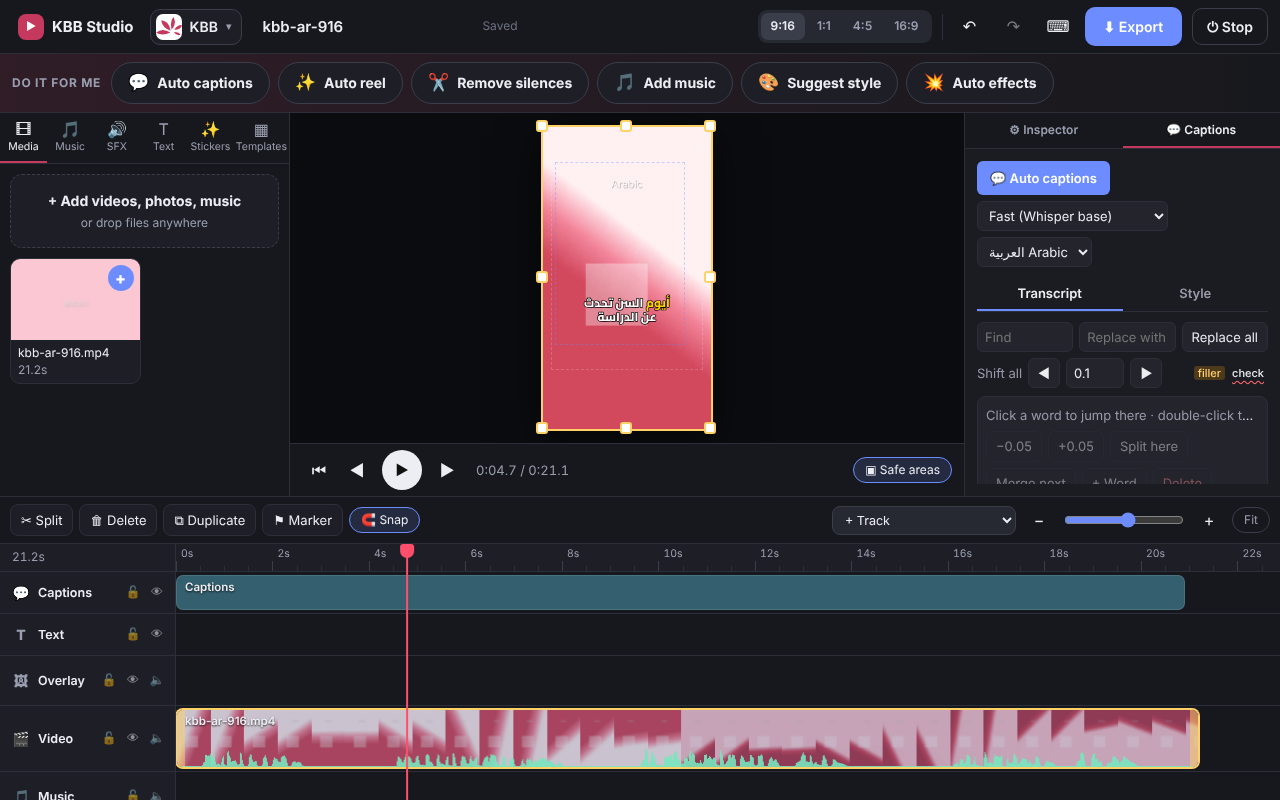 KBB Studio
KBB
kbb-ar-916
Saved
9:16
1:1
4:5
16:9
Export
Stop
DO IT FOR ME
Auto captions
Auto reel
Remove silences
Add music
Suggest style
Auto effects
Media
Music
SFX
Text
Stickers
Templates
+ Add videos, photos, music
or drop files anywhere
kbb-ar-916.mp4
21.2s
Arabic
أيوم السن تحدث
عن الدراسة
0:04.7 / 0:21.1
Safe areas
Inspector
Captions
Auto captions
Fast (Whisper base)
العربية Arabic
Transcript
Style
Find
Replace with
Replace all
Shift all
0.1
filler
check
Click a word to jump there · double-click t...
−0.05
+0.05
Split here
Merge next
+ Word
Delete
Split
Delete
Duplicate
Marker
Snap
+ Track
Fit
21.2s
0s
2s
4s
6s
8s
10s
12s
14s
16s
18s
20s
22s
Captions
Captions
Text
Overlay
Video
kbb-ar-916.mp4
Music